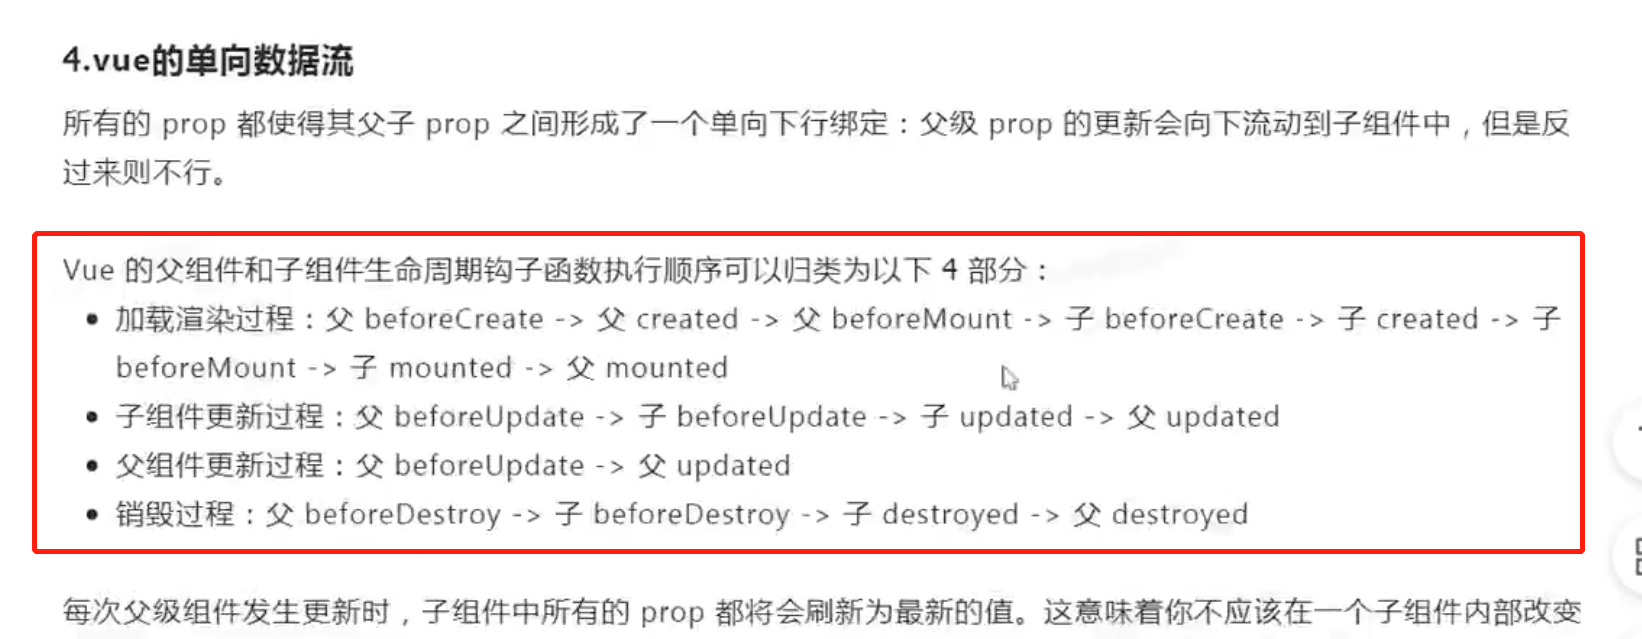 4.vue的单向数据流
所有的 prop 都使得其父子 prop 之间形成了一个单向下行绑定：父级 prop 的更新会向下流动到子组件中，但是反
过来则不行。
Vue 的父组件和子组件生命周期钩子函数执行顺序可以归类为以下 4 部分：
• 加载渲染过程：父 beforeCreate -> 父 created -> 父 beforeMount -> 子 beforeCreate -> 子 created -> 子
beforeMount -> 子 mounted -> 父 mounted
• 子组件更新过程：父 beforeUpdate -> 子 beforeUpdate -> 子 updated -> 父 updated
• 父组件更新过程：父 beforeUpdate -> 父 updated
• 销毁过程：父 beforeDestroy -> 子 beforeDestroy -> 子 destroyed -> 父 destroyed
每次父级组件发生更新时，子组件中所有的 prop 都将会刷新为最新的值。这意味着你不应该在一个子组件内部改变